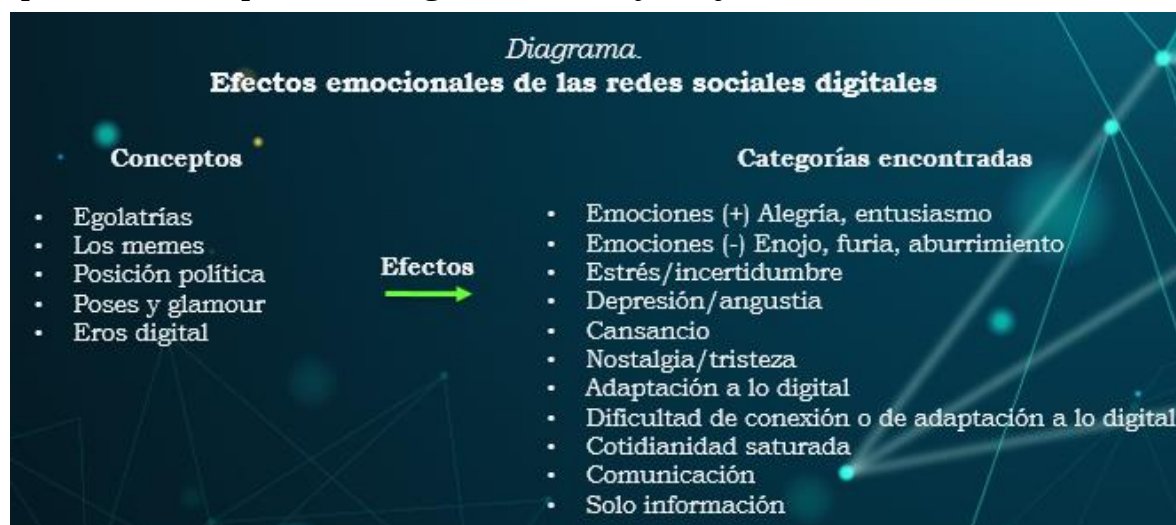 Diagrama.
Efectos emocionales de las redes sociales digitales
Conceptos
• Egolatrías
• Los memes
• Posición política
• Poses y glamour
• Eros digital
Efectos
Categorías encontradas
• Emociones (+) Alegría, entusiasmo
• Emociones (-) Enojo, furia, aburrimiento
• Estrés/incertidumbre
• Depresión/angustia
• Cansancio
• Nostalgia/tristeza
• Adaptación a lo digital
• Dificultad de conexión o de adaptación a lo digital
• Cotidianidad saturada
• Comunicación
• Solo información